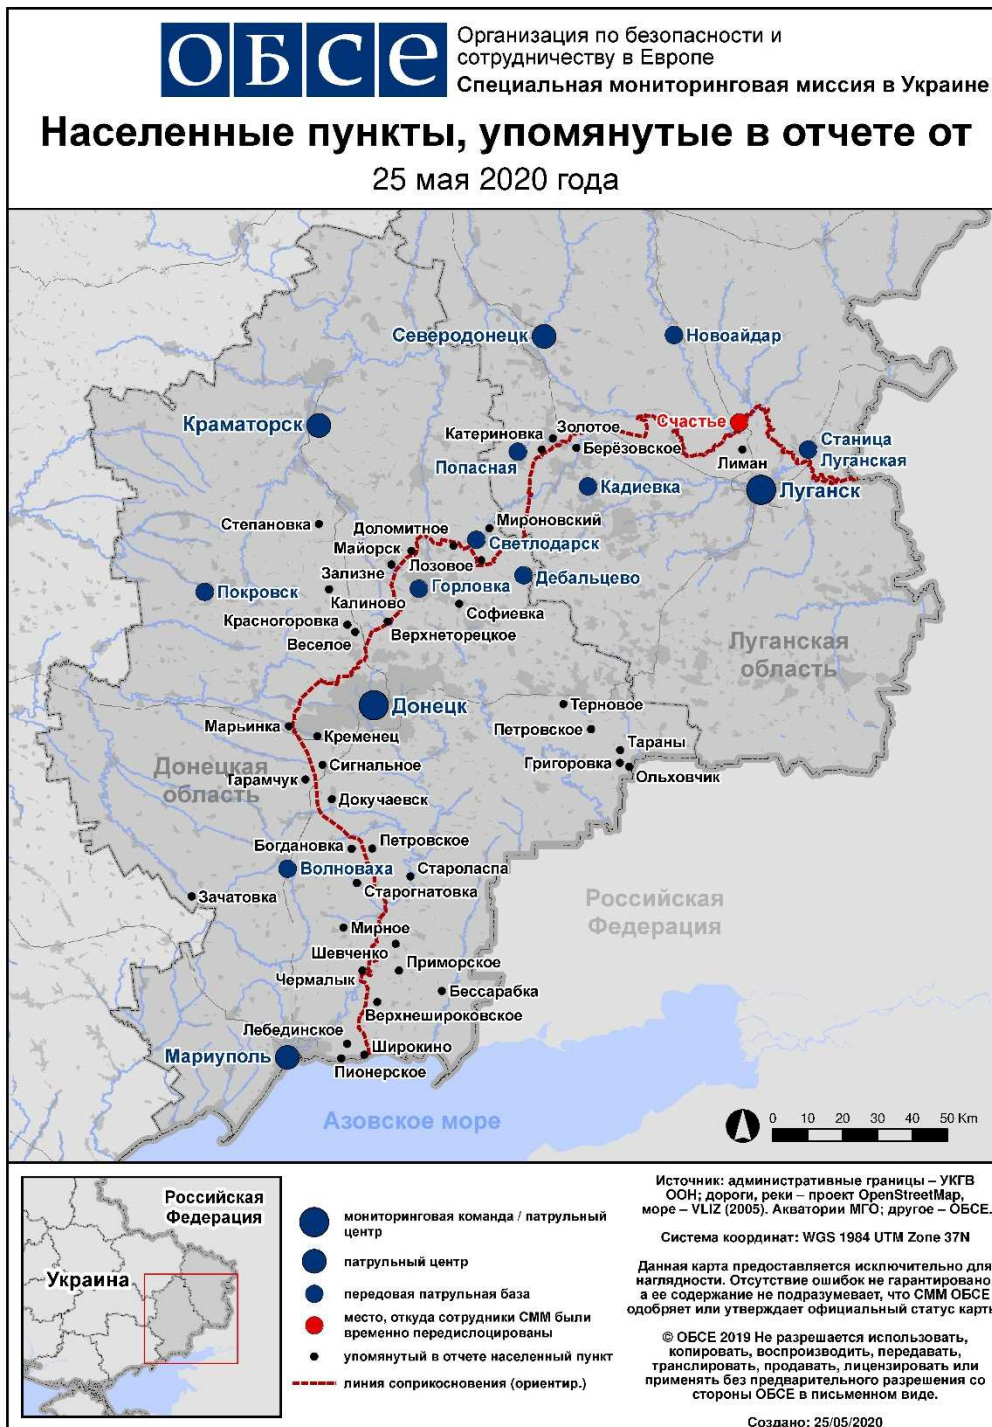 ОБСЕ
Организация по безопасности и
сотрудничеству в Европе
Специальная мониторинговая миссия в Украине
Населенные пункты, упомянутые в отчете от
25 мая 2020 года
Северодонецк
Новоайдар
Краматорск
Счастье
Золотое
Катериновка
Берёзовское
Станица
Луганская
Попасная
Лиман
Кадиевка
Луганск
Степановка
Мироновский
Доломитное
Майорск
Светлодарск
Лозовое
Зализне
Дебальцево
Покровск
Горловка
Калиново
Софиевка
Красногоровка
Верхнеторецкое
Веселое
Луганская
область
Донецк
Терновое
Марьинка
Петровское
Кременец
Тараны
Григоровка
Ольховчик
Сигнальное
Донецкая
область
Тарамчук
Докучаевск
Богдановка
Петровское
Волноваха
Староласпа
Старогнатовка
Зачатовка
Российская
Федерация
Мирное
Шевченко
Приморское
Чермалык
Бессарабка
Верхнешироковское
Лебединское
Широкино
Мариуполь
Пионерское
Азовское море
0 10 20 30 40 50 Km
Российская
Федерация
Украина
мониторинговая команда / патрульный
центр
патрульный центр
передовая патрульная база
место, откуда сотрудники СММ были
временно передислоцированы
упомянутый в отчете населенный пункт
линия соприкосновения (ориентир.)
Источник: административные границы – УКГВ
ООН; дороги, реки – проект OpenStreetMap,
море – VLIZ (2005). Акватории МГО; другое – ОБСЕ.
Система координат: WGS 1984 UTM Zone 37N
Данная карта предоставляется исключительно для
наглядности. Отсутствие ошибок не гарантировано
а ее содержание не подразумевает, что СММ ОБСЕ
одобряет или утверждает официальный статус карты
© ОБСЕ 2019 Не разрешается использовать,
копировать, воспроизводить, передавать,
транслировать, продавать, лицензировать или
применять без предварительного разрешения со
стороны ОБСЕ в письменном виде.
Создано: 25/05/2020